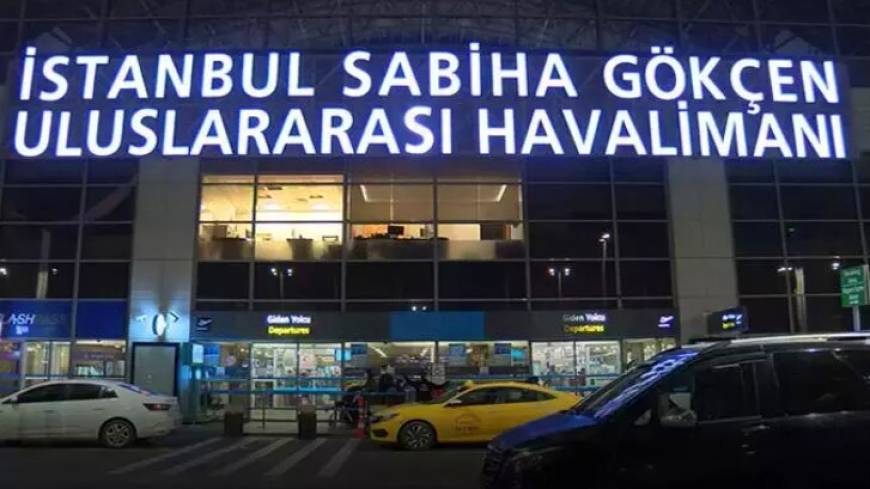 İSTANBUL SABİHA GÖKÇEN
ULUSLARARASI HAVALİMANI
Giden Yolcu
Departures
Giden Yolcu
Departures